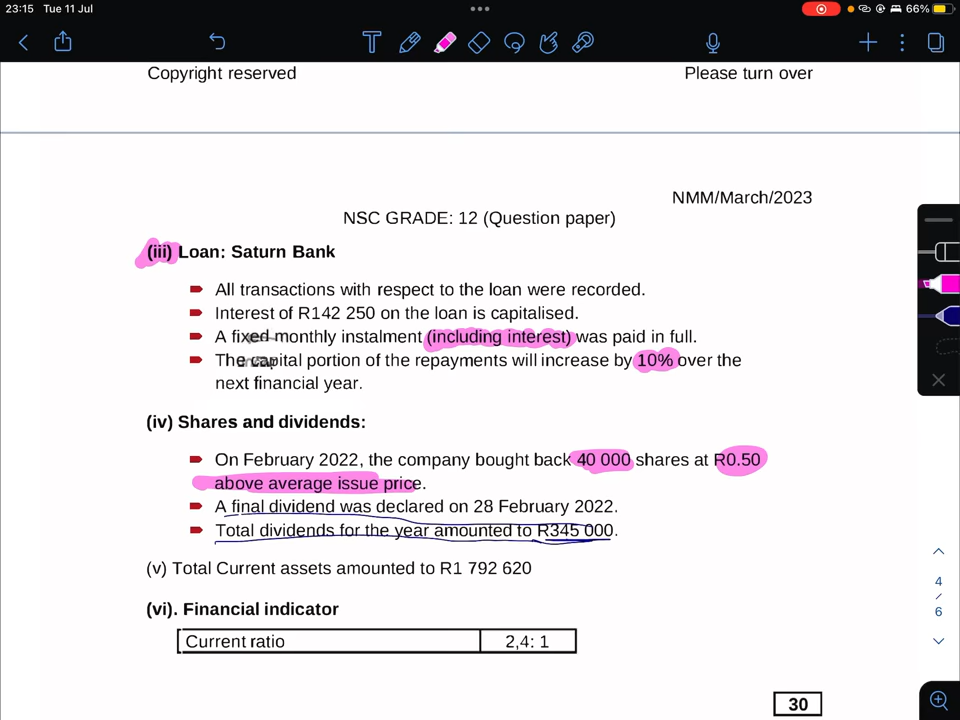 23:15 Tue 11 Jul
66%
Copyright reserved Please turn over
NMM/March/2023
NSC GRADE: 12 (Question paper)
(iii) Loan: Saturn Bank
All transactions with respect to the loan were recorded.
Interest of R142 250 on the loan is capitalised.
A fixed monthly instalment (including interest) was paid in full.
The capital portion of the repayments will increase by 10% over the
next financial year.
(iv) Shares and dividends:
On February 2022, the company bought back 40 000 shares at R0.50
above average issue price.
A final dividend was declared on 28 February 2022.
Total dividends for the year amounted to R345 000.
(v) Total Current assets amounted to R1 792 620
(vi). Financial indicator
Current ratio 2,4: 1
4
/
6
30